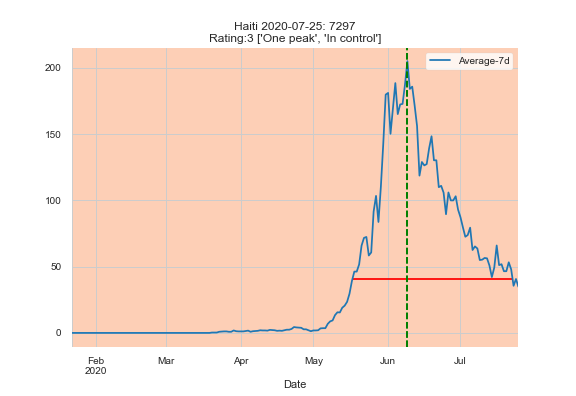 Haiti 2020-07-25: 7297
Rating:3 ['One peak', 'In control']
Average-7d
200
150
100
50
0
Feb Mar Apr May Jun Jul
2020
Date